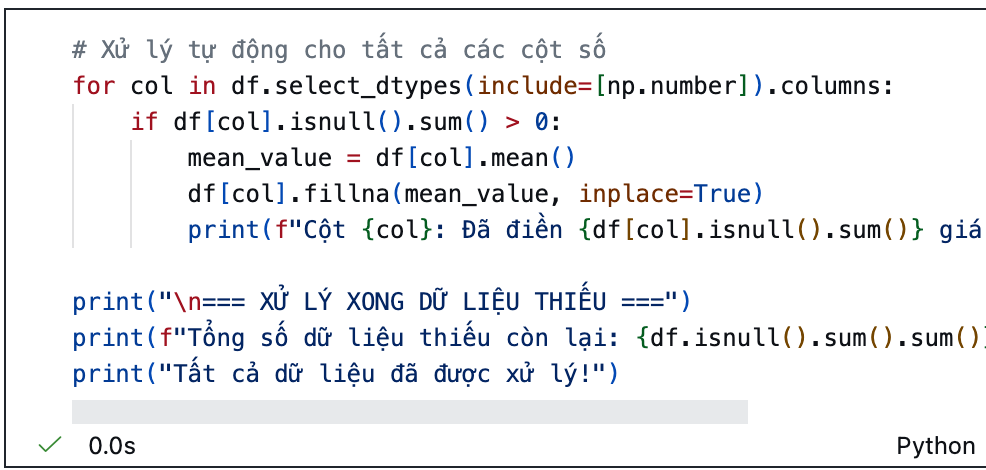 # Xử lý tự động cho tất cả các cột số
for col in df.select_dtypes(include=[np.number]).columns:
    if df[col].isnull().sum() > 0:
        mean_value = df[col].mean()
        df[col].fillna(mean_value, inplace=True)
        print(f"Cột {col}: Đã điền {df[col].isnull().sum()} giá
print("\n=== XỬ LÝ XONG DỮ LIỆU THIẾU ===")
print(f"Tổng số dữ liệu thiếu còn lại: {df.isnull().sum().sum()}
print("Tất cả dữ liệu đã được xử lý!")
0.0s
Python